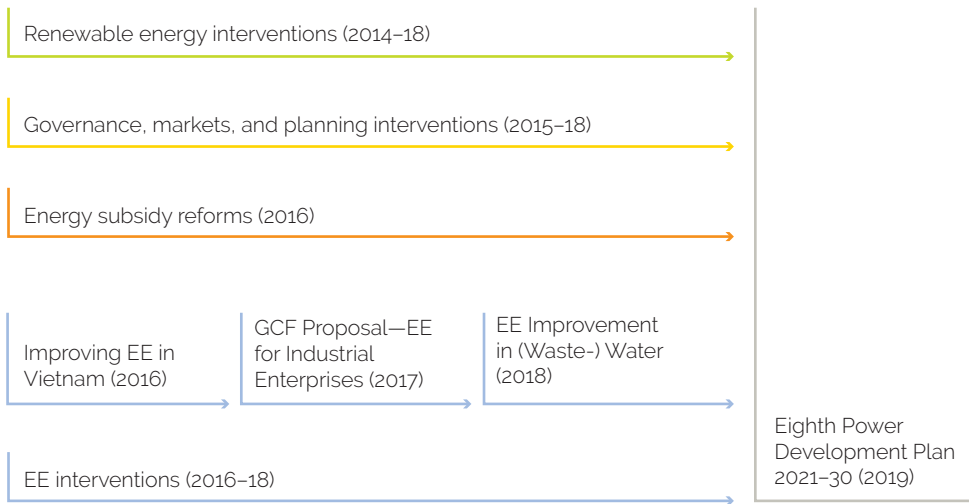 Renewable energy interventions (2014–18)
Governance, markets, and planning interventions (2015–18)
Energy subsidy reforms (2016)
Improving EE in
Vietnam (2016)
GCF Proposal—EE
for Industrial
Enterprises (2017)
EE Improvement
in (Waste-) Water
(2018)
EE interventions (2016–18)
Eighth Power
Development Plan
2021–30 (2019)